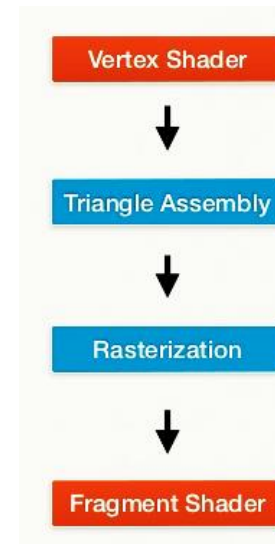 Vertex Shader
Triangle Assembly
Rasterization
Fragment Shader